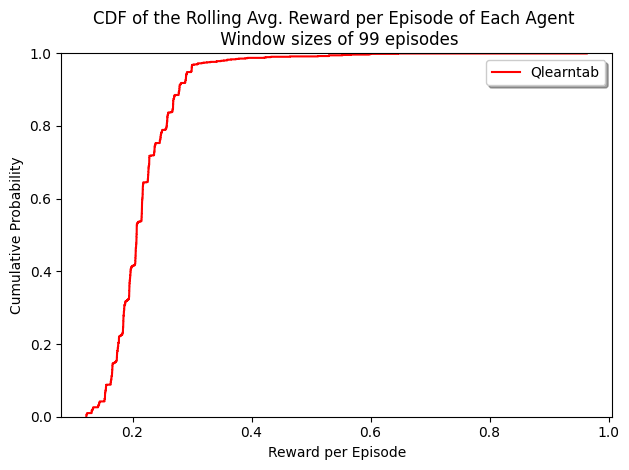 CDF of the Rolling Avg. Reward per Episode of Each Agent
Window sizes of 99 episodes
Qlearntab
Cumulative Probability
1.0
0.8
0.6
0.4
0.2
0.0
0.2
0.4
0.6
0.8
1.0
Reward per Episode